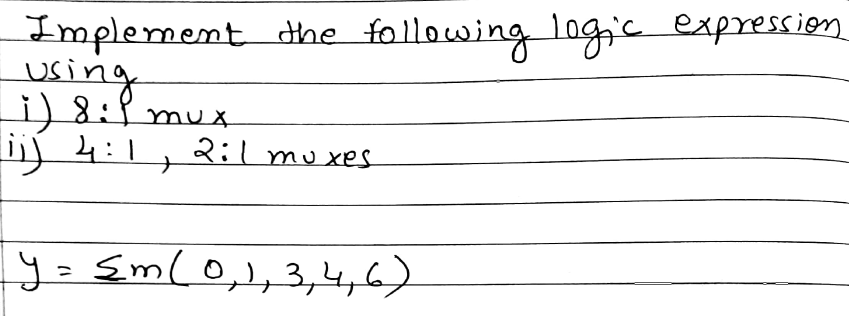 Implement the following logic expression
using
i) 8:1 mux
ii) 4:1, 2:1 muxes
y = Σm(0,1,3,4,6)